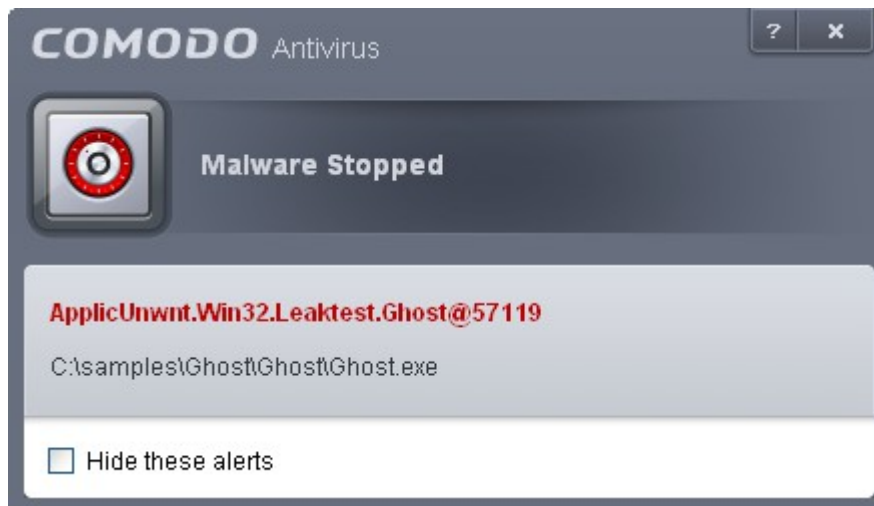 COMODO Antivirus
? x
Malware Stopped
ApplicUnwnt.Win32.Leaktest.Ghost@57119
C:\samples\Ghost\Ghost\Ghost.exe
Hide these alerts